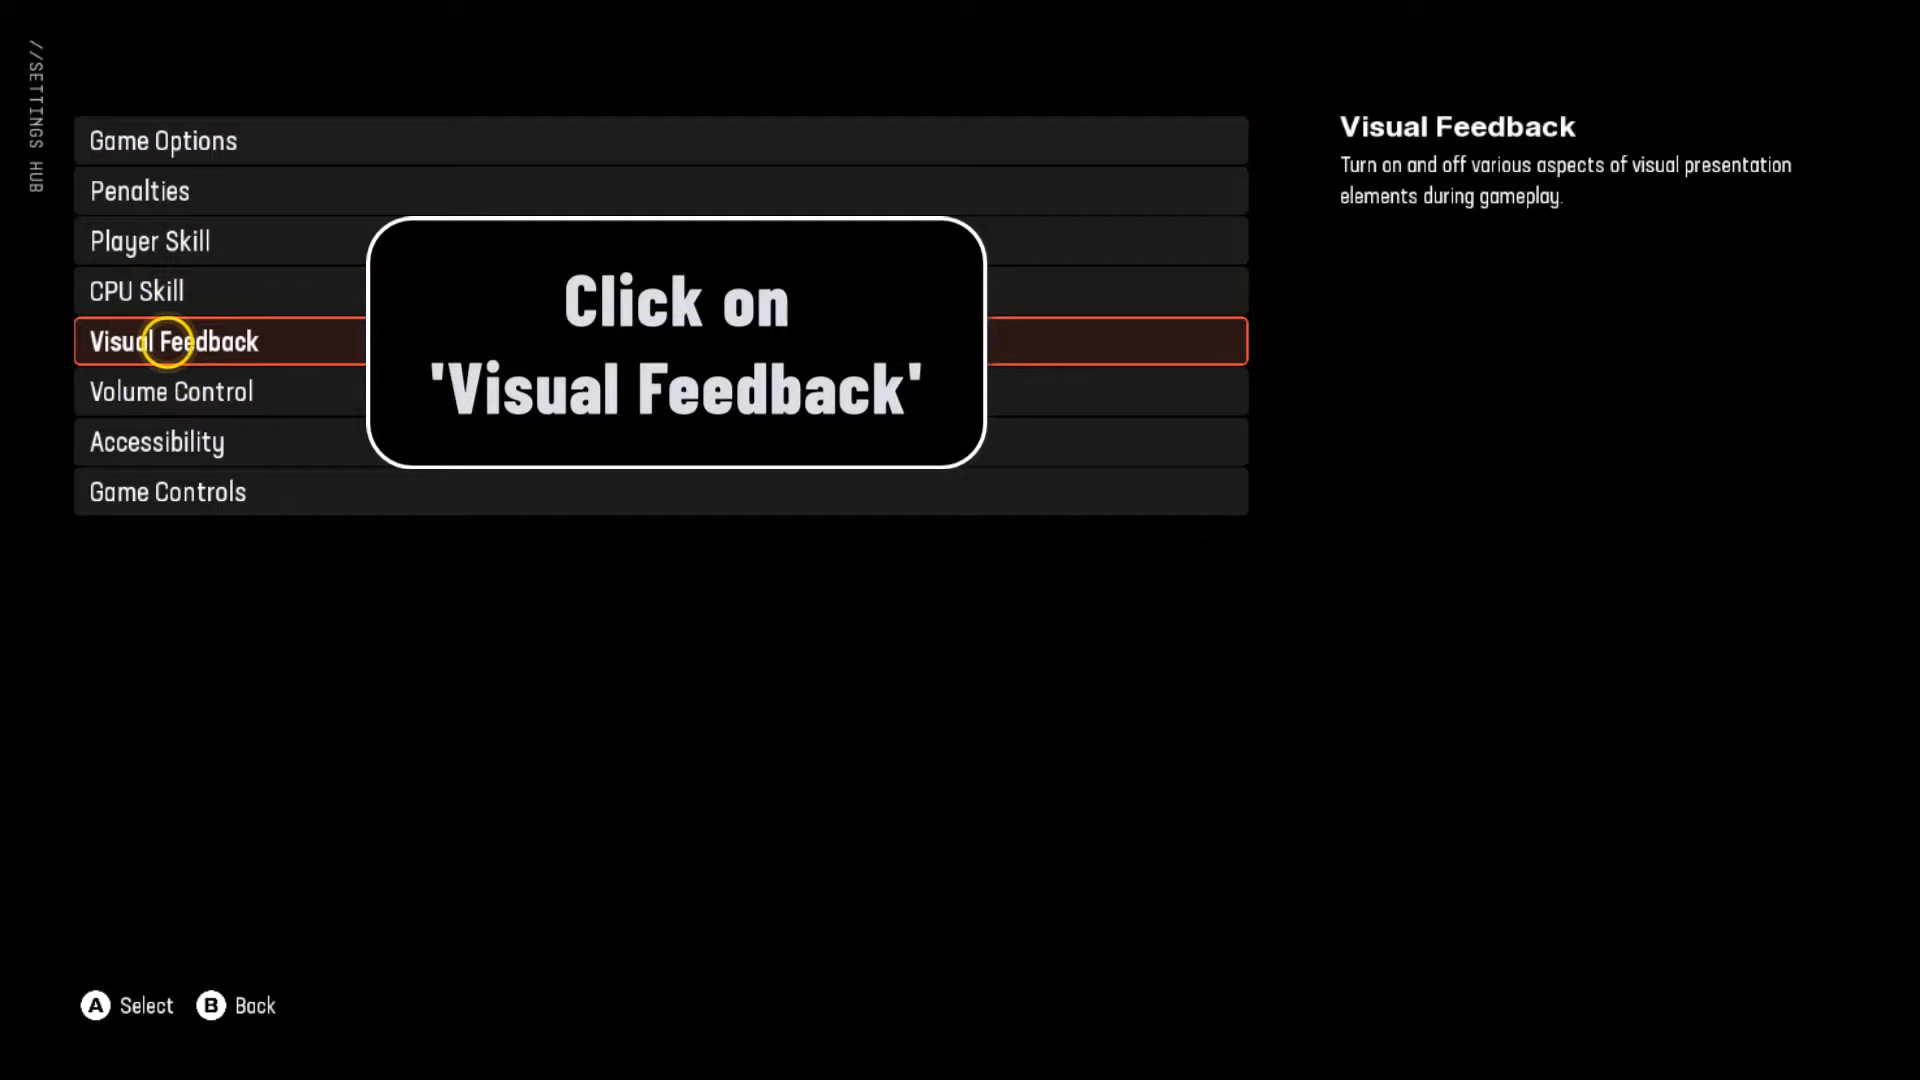 //SETTINGS HUB
Game Options
Penalties
Player Skill
CPU Skill
Visual Feedback
Volume Control
Accessibility
Game Controls
Click on
'Visual Feedback'
Visual Feedback
Turn on and off various aspects of visual presentation
elements during gameplay.
A Select B Back